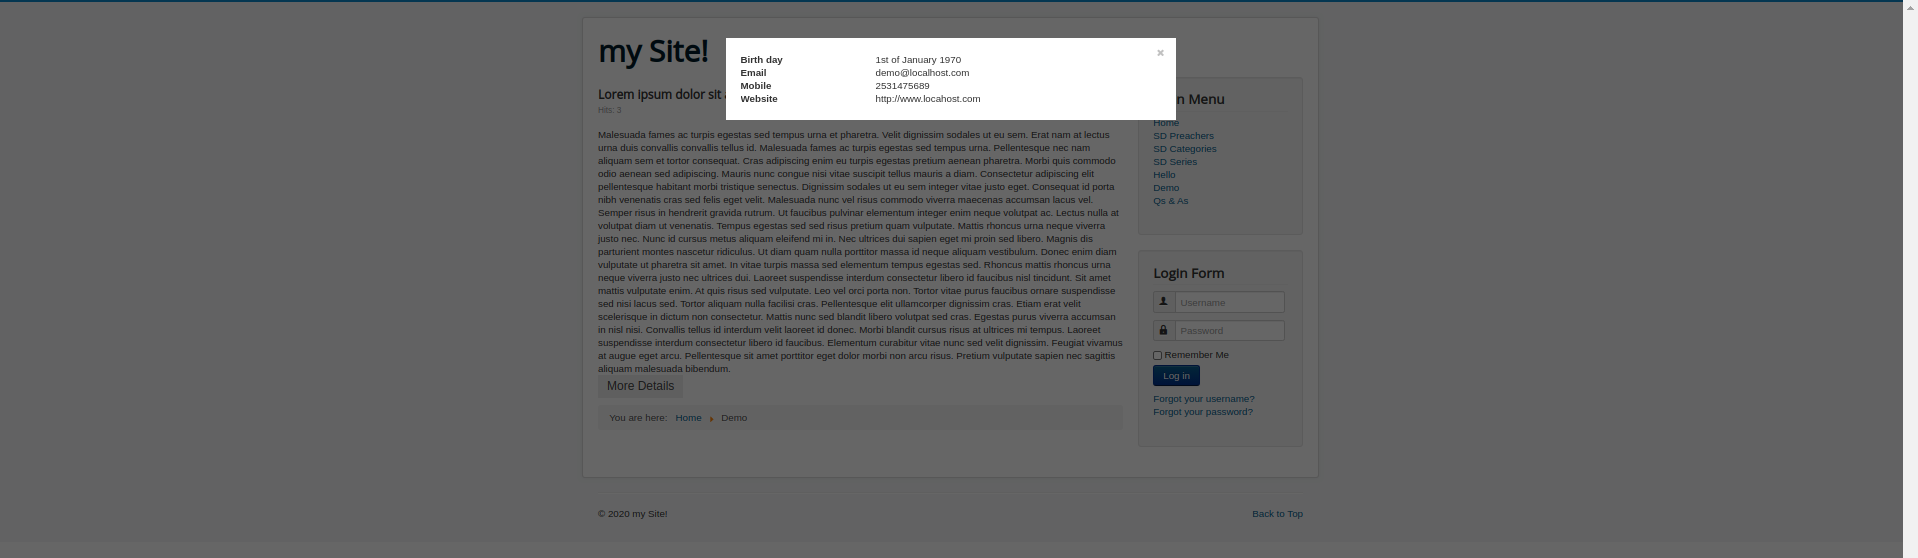 my Site!
Birth day 1st of January 1970
Email demo@localhost.com
Mobile 2531475689
Website http://www.locahost.com
Lorem ipsum dolor sit
Hits: 3
Malesuada fames ac turpis egestas sed tempus urna et pharetra. Velit dignissim sodales ut eu sem. Erat nam at lectus
urna duis convallis convallis tellus id. Malesuada fames ac turpis egestas sed tempus urna. Pellentesque nec nam
aliquam sem et tortor consequat. Cras adipiscing enim eu turpis egestas pretium aenean pharetra. Morbi quis commodo
odio aenean sed adipiscing. Mauris nunc congue nisi vitae suscipit tellus mauris a diam. Consectetur adipiscing elit
pellentesque habitant morbi tristique senectus. Dignissim sodales ut eu sem integer vitae justo eget. Consequat id porta
nibh venenatis cras sed felis eget velit. Malesuada nunc vel risus commodo viverra maecenas accumsan lacus vel.
Semper risus in hendrerit gravida rutrum. Ut faucibus pulvinar elementum integer enim neque volutpat ac. Lectus nulla at
volutpat diam ut venenatis. Tempus egestas sed sed risus pretium quam vulputate. Mattis rhoncus urna neque viverra
justo nec. Nunc id cursus metus aliquam eleifend mi in. Nec ultrices dui sapien eget mi proin sed libero. Magnis dis
parturient montes nascetur ridiculus. Ut diam quam nulla porttitor massa id neque aliquam vestibulum. Donec enim diam
vulputate ut pharetra sit amet. In vitae turpis massa sed elementum tempus egestas sed. Rhoncus mattis rhoncus urna
neque viverra justo nec ultrices dui. Laoreet suspendisse interdum consectetur libero id faucibus nisl tincidunt. Sit amet
mattis vulputate enim. At quis risus sed vulputate. Leo vel orci porta non. Tortor vitae purus faucibus ornare suspendisse
sed nisi lacus sed. Tortor aliquam nulla facilisi cras. Pellentesque elit ullamcorper dignissim cras. Etiam erat velit
scelerisque in dictum non consectetur. Mattis nunc sed blandit libero volutpat sed cras. Egestas purus viverra accumsan
in nisl nisi. Convallis tellus id interdum velit laoreet id donec. Morbi blandit cursus risus at ultrices mi tempus. Laoreet
suspendisse interdum consectetur libero id faucibus. Elementum curabitur vitae nunc sed velit dignissim. Feugiat vivamus
at augue eget arcu. Pellentesque sit amet porttitor eget dolor morbi non arcu risus. Pretium vulputate sapien nec sagittis
aliquam malesuada bibendum.
More Details
You are here: Home Demo
n Menu
Home
SD Preachers
SD Categories
SD Series
Hello
Demo
Qs & As
Login Form
Username
Password
Remember Me
Log in
Forgot your username?
Forgot your password?
© 2020 my Site!
Back to Top